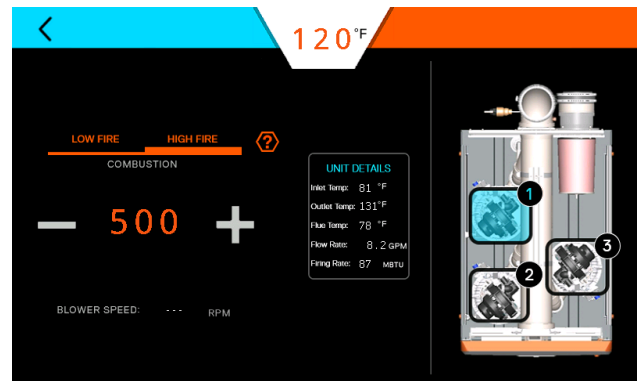 120°F
LOW FIRE HIGH FIRE ?
COMBUSTION
— 500 +
BLOWER SPEED: --- RPM
UNIT DETAILS
Inlet Temp: 81 °F
Outlet Temp: 131°F
Flue Temp: 78 °F
Flow Rate: 8.2 GPM
Firing Rate: 87 MBTU
1
2
3